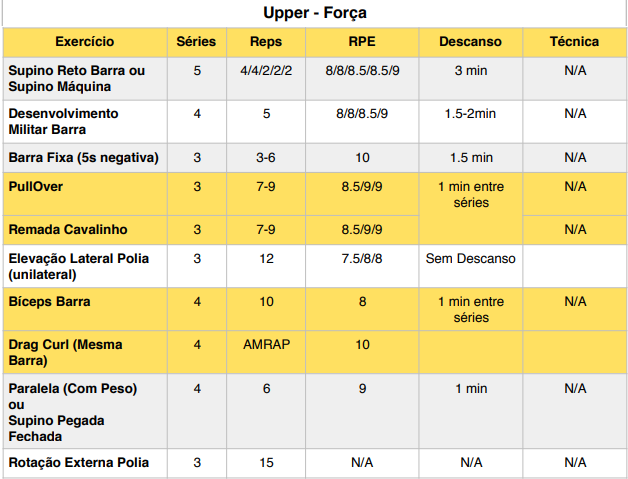 Upper - Força
Exercício Séries Reps RPE Descanso Técnica
Supino Reto Barra ou Supino Máquina 5 4/4/2/2/2 8/8/8.5/8.5/9 3 min N/A
Desenvolvimento Militar Barra 4 5 8/8/8.5/9 1.5-2min N/A
Barra Fixa (5s negativa) 3 3-6 10 1.5 min N/A
PullOver 3 7-9 8.5/9/9 1 min entre séries N/A
Remada Cavalinho 3 7-9 8.5/9/9 N/A
Elevação Lateral Polia (unilateral) 3 12 7.5/8/8 Sem Descanso
Bíceps Barra 4 10 8 1 min entre séries N/A
Drag Curl (Mesma Barra) 4 AMRAP 10
Paralela (Com Peso) ou Supino Pegada Fechada 4 6 9 1 min N/A
Rotação Externa Polia 3 15 N/A N/A N/A